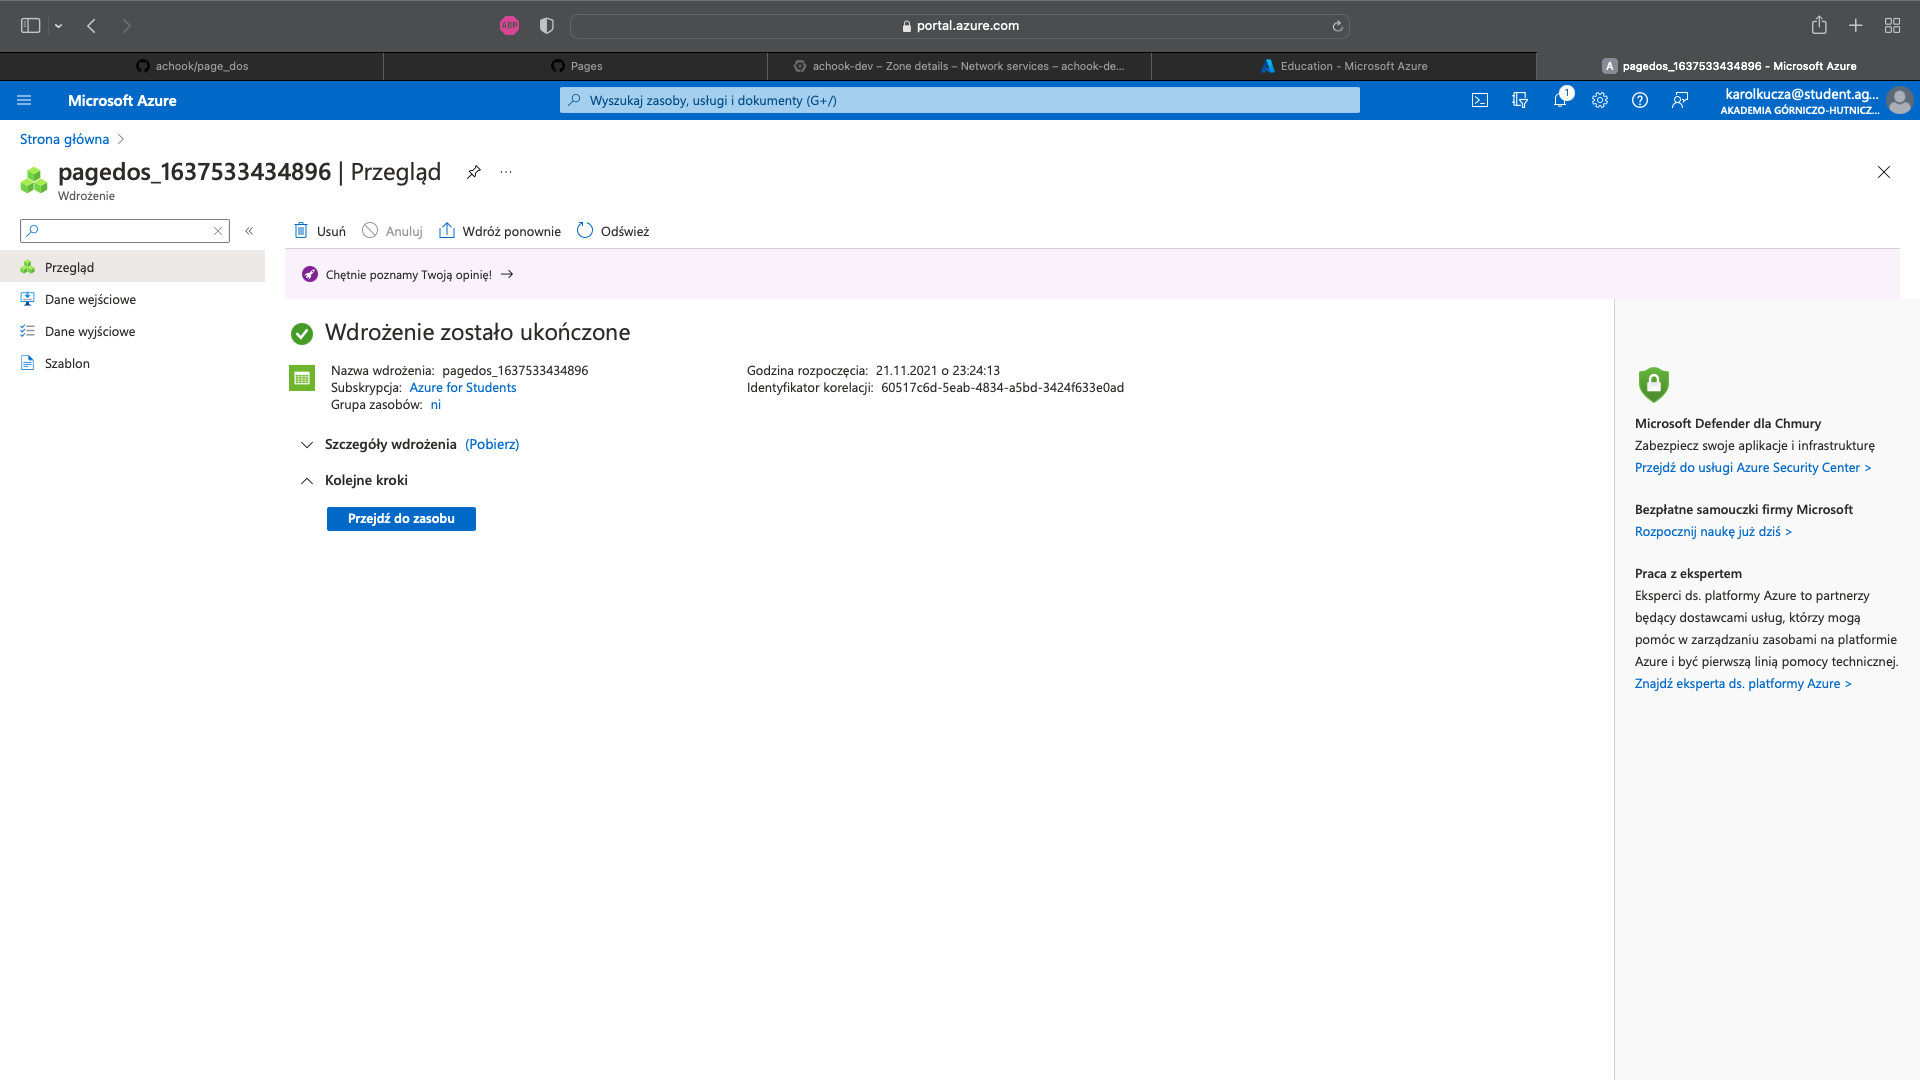 portal.azure.com
achook/page_dos
Pages
achook-dev – Zone details – Network services – achook-de...
Education - Microsoft Azure
A pagedos_1637533434896 - Microsoft Azure
Microsoft Azure
Wyszukaj zasoby, usługi i dokumenty (G+/)
1
karolkucza@student.ag...
AKADEMIA GÓRNICZO-HUTNICZ...
Strona główna
pagedos_1637533434896 | Przegląd
Wdrożenie
Usuń
Anuluj
Wdróż ponownie
Odśwież
Przegląd
Dane wejściowe
Dane wyjściowe
Szablon
Chętnie poznamy Twoją opinię! →
Wdrożenie zostało ukończone
Nazwa wdrożenia: pagedos_1637533434896
Subskrypcja: Azure for Students
Grupa zasobów: ni
Godzina rozpoczęcia: 21.11.2021 o 23:24:13
Identyfikator korelacji: 60517c6d-5eab-4834-a5bd-3424f633e0ad
Szczegóły wdrożenia (Pobierz)
Kolejne kroki
Przejdź do zasobu
Microsoft Defender dla Chmury
Zabezpiecz swoje aplikacje i infrastrukturę
Przejdź do usługi Azure Security Center >
Bezpłatne samouczki firmy Microsoft
Rozpocznij naukę już dziś >
Praca z ekspertem
Eksperci ds. platformy Azure to partnerzy
będący dostawcami usług, którzy mogą
pomóc w zarządzaniu zasobami na platformie
Azure i być pierwszą linią pomocy technicznej.
Znajdź eksperta ds. platformy Azure >
ABP